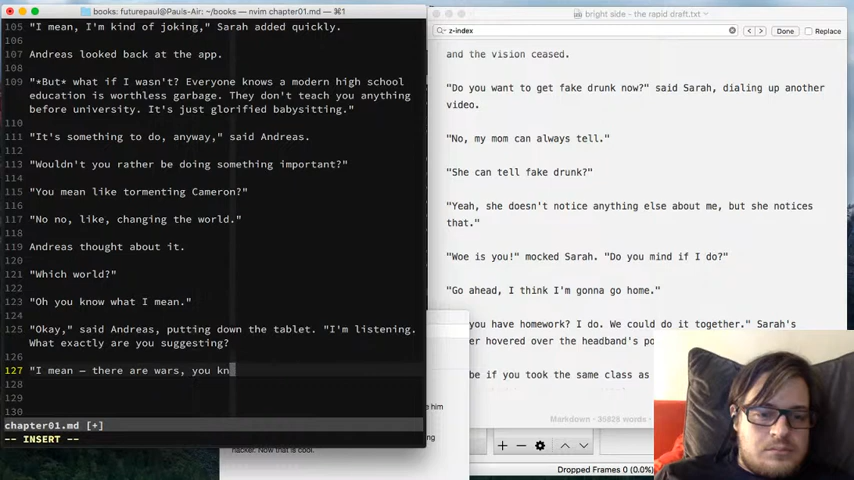 books: futurepaul@Pauls-Air: ~/books — nvim chapter01.md — ⌘1
105 "I mean, I'm kind of joking," Sarah added quickly.
106
107 Andreas looked back at the app.
108
109 "*But* what if I wasn't? Everyone knows a modern high school
education is worthless garbage. They don't teach you anything
before university. It's just glorified babysitting."
110
111 "It's something to do, anyway," said Andreas.
112
113 "Wouldn't you rather be doing something important?"
114
115 "You mean like tormenting Cameron?"
116
117 "No no, like, changing the world."
118
119 Andreas thought about it.
120
121 "Which world?"
122
123 "Oh you know what I mean."
124
125 "Okay," said Andreas, putting down the tablet. "I'm listening.
What exactly are you suggesting?
126
127 "I mean — there are wars, you kn
128
129
130
chapter01.md [+]
-- INSERT --
bright side — the rapid draft.txt
z-index
Done
Replace
and the vision ceased.
"Do you want to get fake drunk now?" said Sarah, dialing up another
video.
"No, my mom can always tell."
"She can tell fake drunk?"
"Yeah, she doesn't notice anything else about me, but she notices
that."
"Woe is you!" mocked Sarah. "Do you mind if I do?"
"Go ahead, I think I'm gonna go home."
you have homework? I do. We could do it together." Sarah's
er hovered over the headband's po
be if you took the same class as
Markdown — 35826 words
him
ng
hacker. Now that is cool.
Dropped Frames 0 (0.0%)